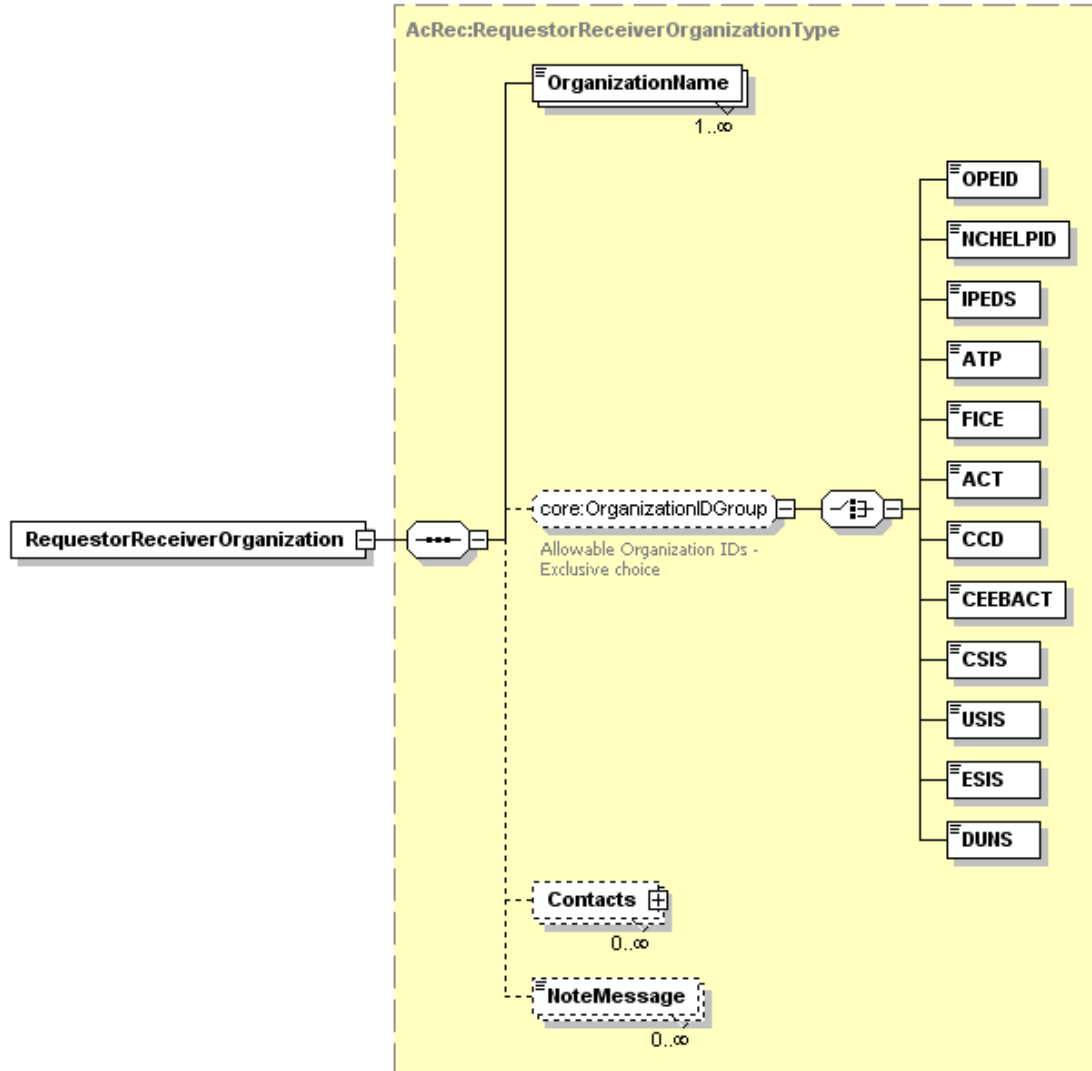 AcRec:RequestorReceiverOrganizationType
OrganizationName
1..∞
OPEID
NCHELPID
IPEDS
ATP
FICE
ACT
core:OrganizationIDGroup
Allowable Organization IDs -
Exclusive choice
RequestorReceiverOrganization
CCD
CEEBACT
CSIS
USIS
ESIS
DUNS
Contacts
0..∞
NoteMessage
0..∞